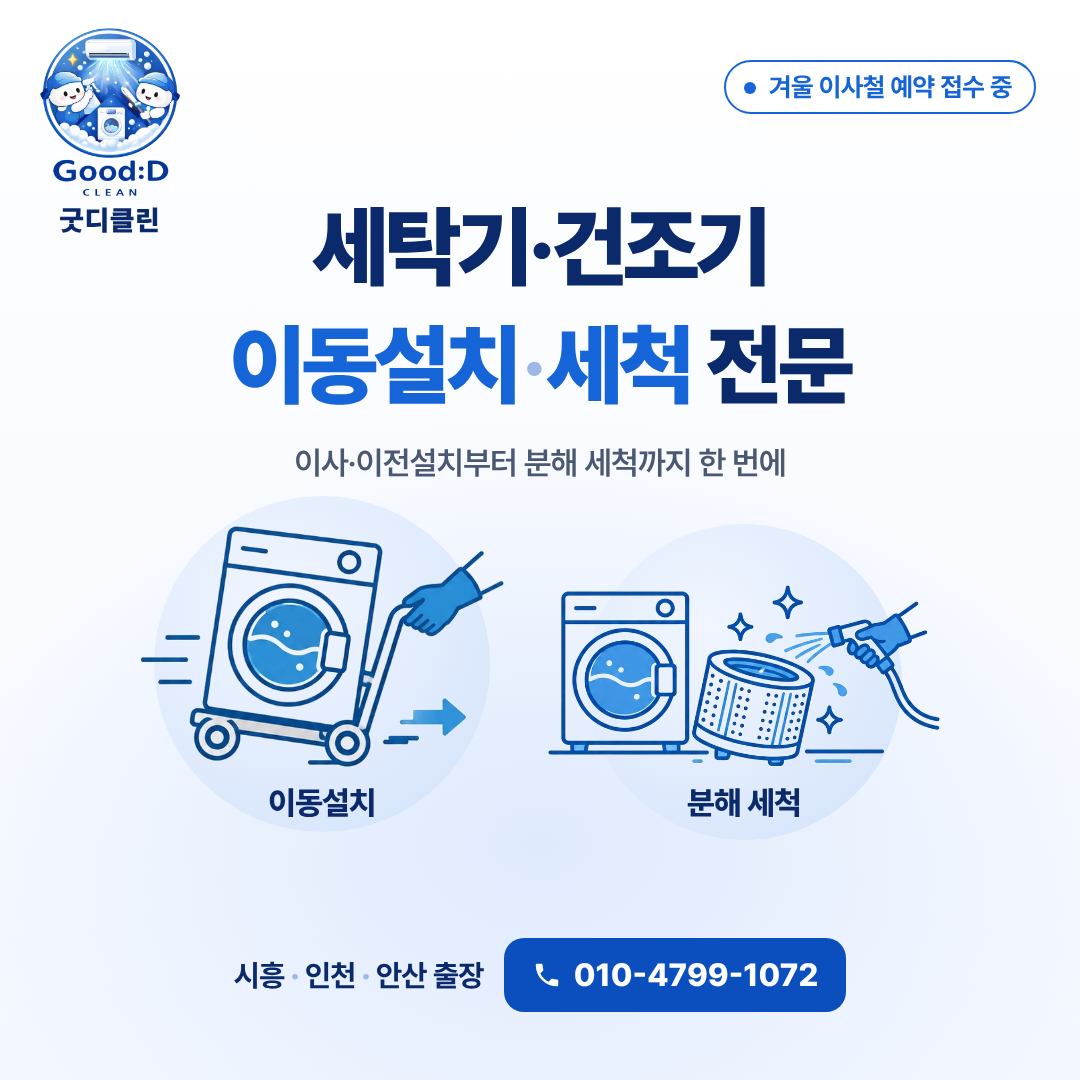 Good:D
CLEAN
굿디클린
겨울 이사철 예약 접수 중
세탁기·건조기
이동설치·세척 전문
이사·이전설치부터 분해 세척까지 한 번에
이동설치
분해 세척
시흥·인천·안산 출장
010-4799-1072